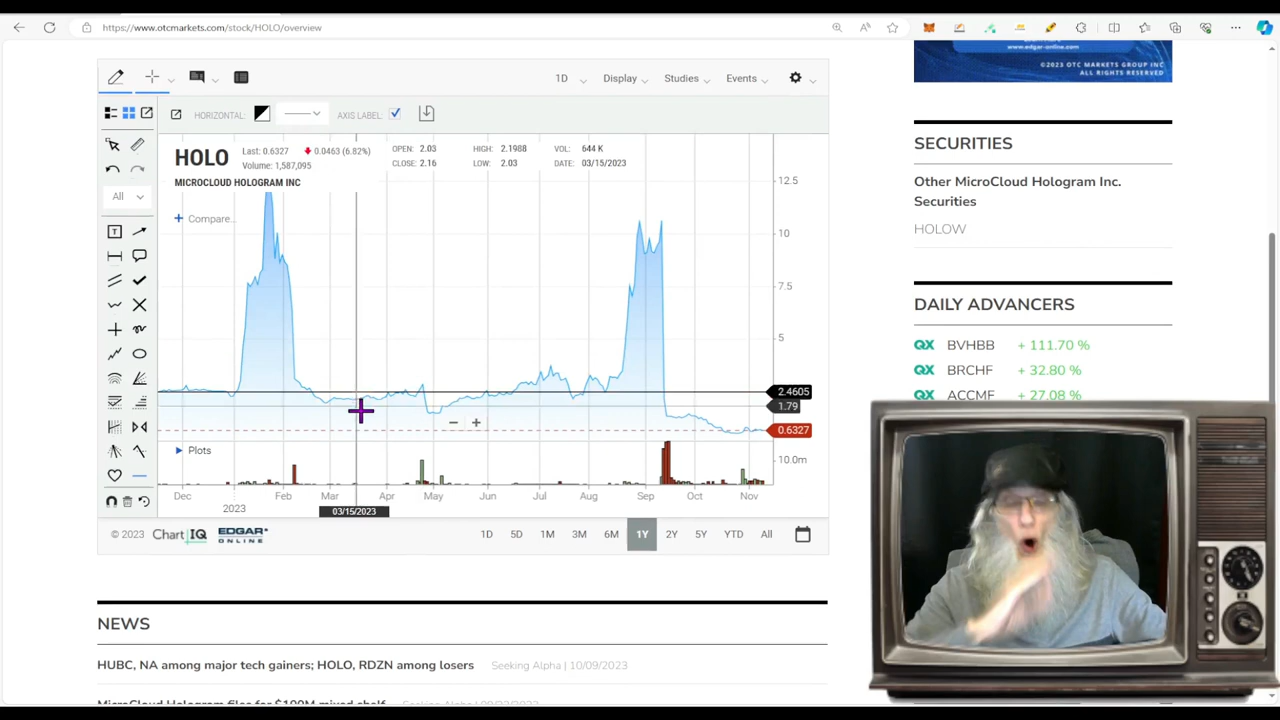 https://www.otcmarkets.com/stock/HOLO/overview
www.edgar-online.com
©2023 OTC MARKETS GROUP INC
ALL RIGHTS RESERVED
1D Display Studies Events
HORIZONTAL: AXIS LABEL:
HOLO Last: 0.6327 0.0463 (6.82%) Volume: 1,587,095
OPEN: 2.03 HIGH: 2.1988 VOL: 644 K
CLOSE: 2.16 LOW: 2.03 DATE: 03/15/2023
MICROCLOUD HOLOGRAM INC
All
+ Compare...
12.5
10
7.5
5
2.4605
1.79
0.6327
Plots
10.0m
Dec Feb Mar Apr May Jun Jul Aug Sep Oct Nov
2023
03/15/2023
© 2023 ChartIQ EDGAR ONLINE 1D 5D 1M 3M 6M 1Y 2Y 5Y YTD All
NEWS
HUBC, NA among major tech gainers; HOLO, RDZN among losers Seeking Alpha | 10/09/2023
SECURITIES
Other MicroCloud Hologram Inc.
Securities
HOLOW
DAILY ADVANCERS
QX BVHBB + 111.70 %
QX BRCHF + 32.80 %
QX ACCMF + 27.08 %